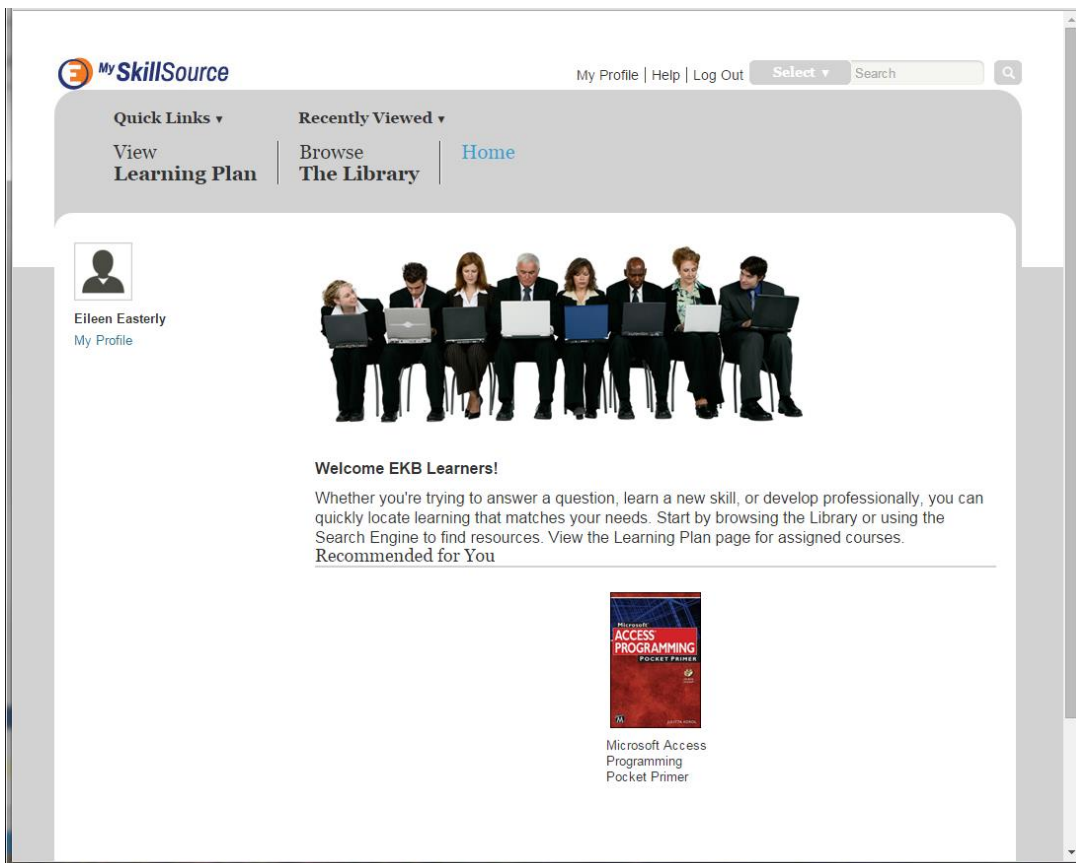 My SkillSource
My Profile | Help | Log Out Select ▼ Search
Quick Links ▼ Recently Viewed ▼
View
Learning Plan
Browse
The Library
Home
Eileen Easterly
My Profile
Welcome EKB Learners!
Whether you're trying to answer a question, learn a new skill, or develop professionally, you can
quickly locate learning that matches your needs. Start by browsing the Library or using the
Search Engine to find resources. View the Learning Plan page for assigned courses.
Recommended for You
Microsoft
ACCESS
PROGRAMMING
POCKET PRIMER
Microsoft Access
Programming
Pocket Primer